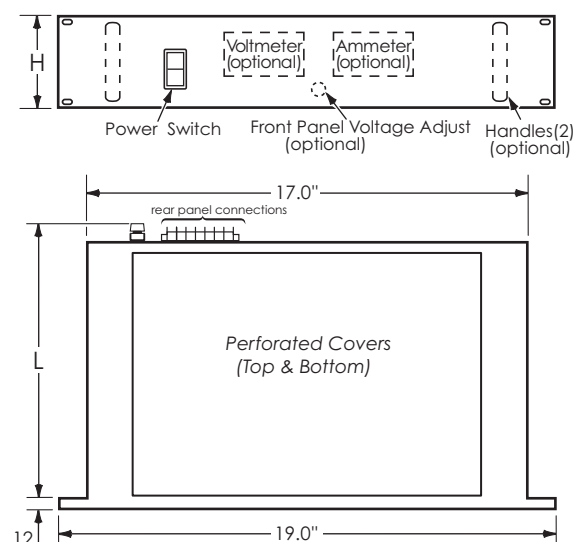 H
Voltmeter
(optional)
Ammeter
(optional)
Power Switch
Front Panel Voltage Adjust
(optional)
Handles(2)
(optional)
17.0"
rear panel connections
L
Perforated Covers
(Top & Bottom)
12
19.0"